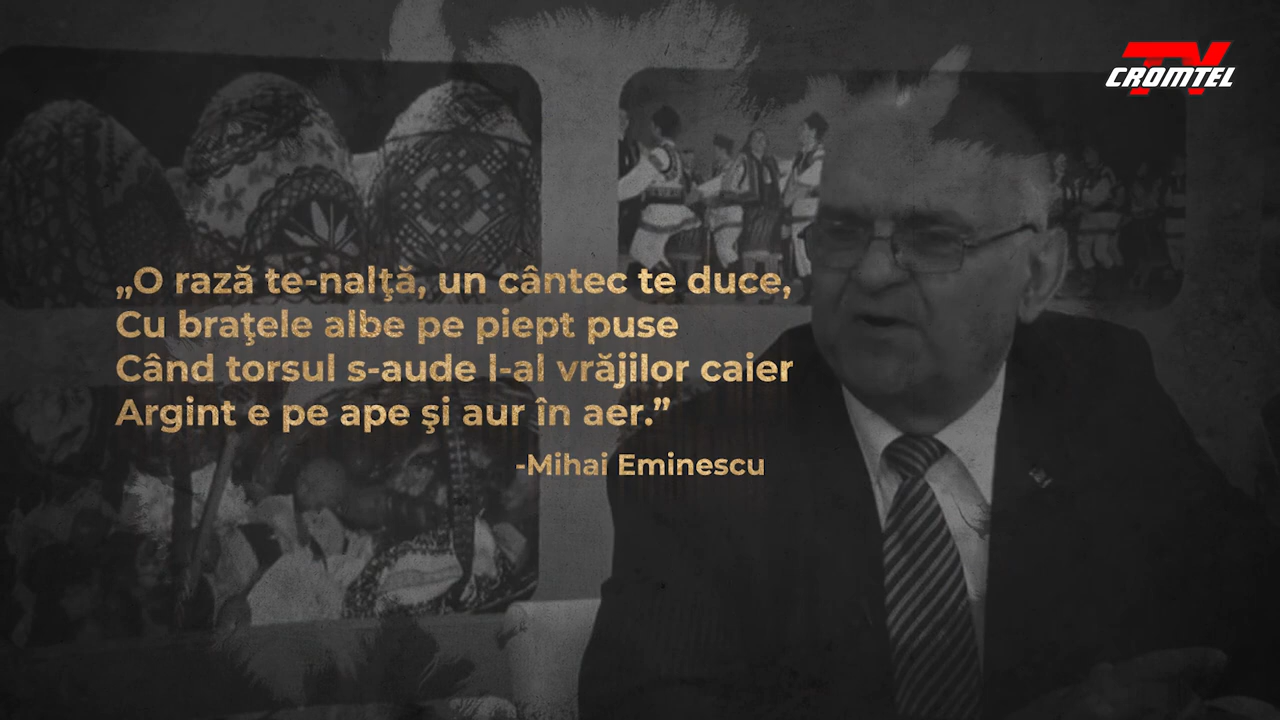 TV
CROMTEL
„O rază te-nalţă, un cântec te duce,
Cu braţele albe pe piept puse
Când torsul s-aude l-al vrăjilor caier
Argint e pe ape şi aur în aer.”
-Mihai Eminescu